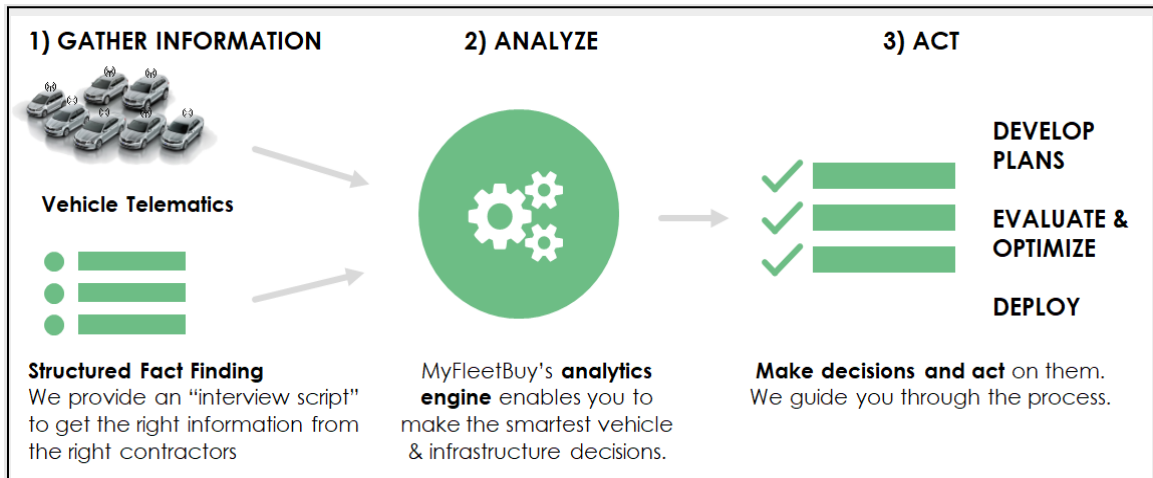 1) GATHER INFORMATION
2) ANALYZE
3) ACT
Vehicle Telematics
DEVELOP
PLANS
EVALUATE &
OPTIMIZE
DEPLOY
Structured Fact Finding
We provide an “interview script”
to get the right information from
the right contractors
MyFleetBuy’s analytics
engine enables you to
make the smartest vehicle
& infrastructure decisions.
Make decisions and act on them.
We guide you through the process.